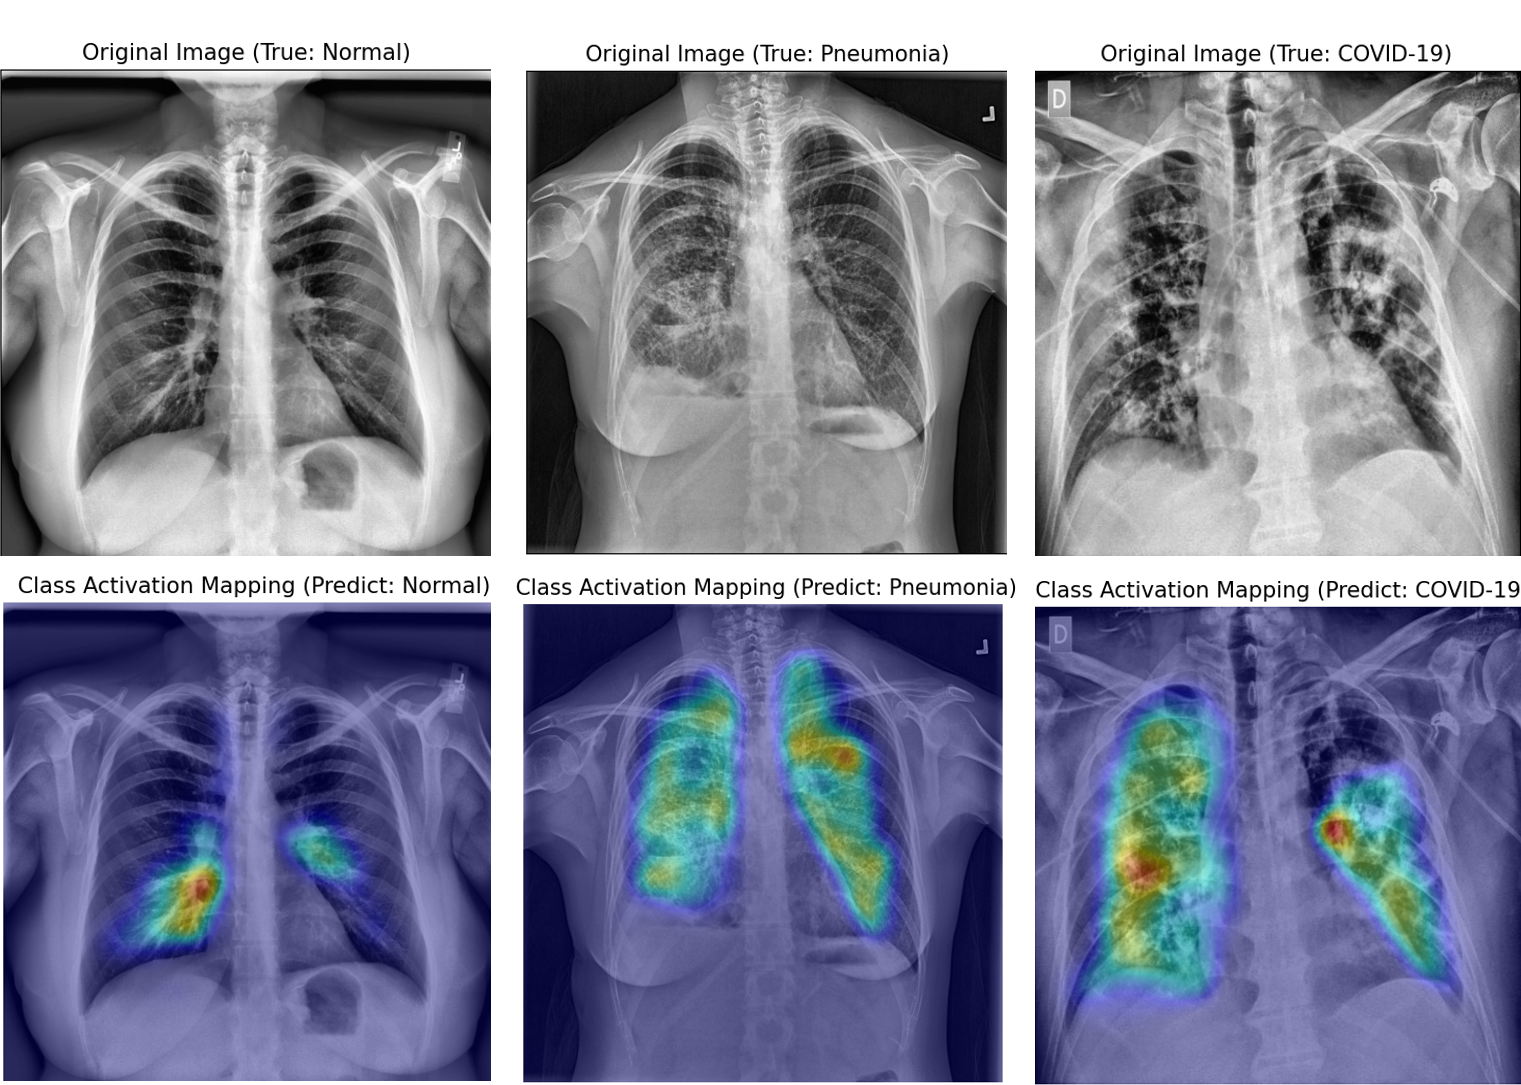 Original Image (True: Normal)
Original Image (True: Pneumonia)
Original Image (True: COVID-19)
L
D
Class Activation Mapping (Predict: Normal)
Class Activation Mapping (Predict: Pneumonia)
Class Activation Mapping (Predict: COVID-19
L
D